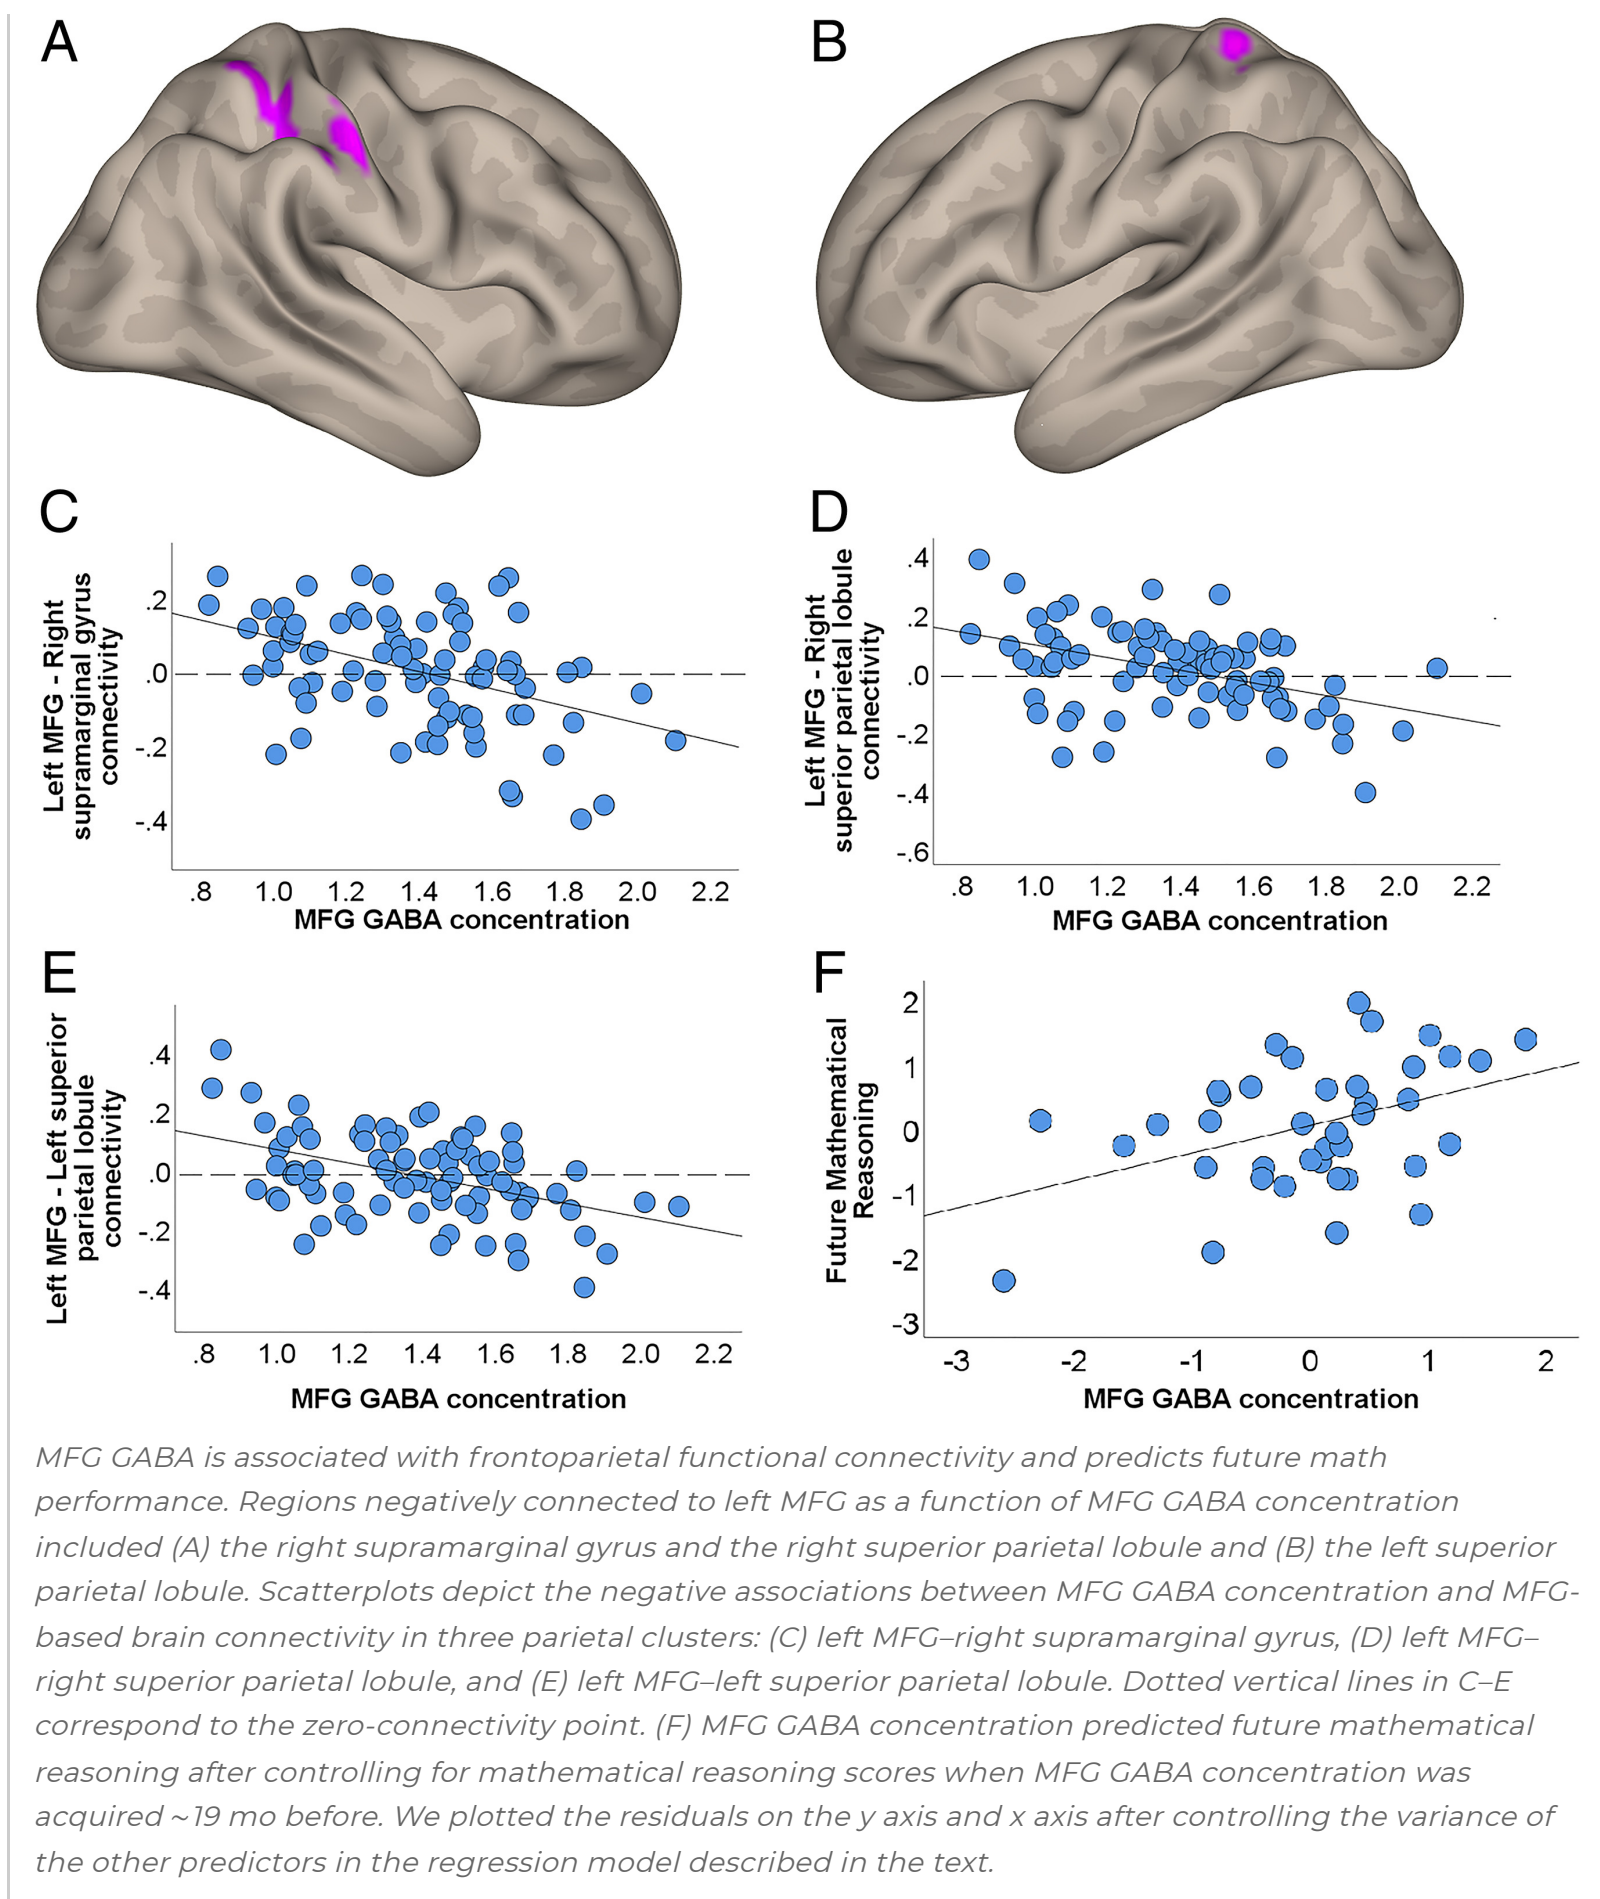 A
B
C
Left MFG - Right
supramarginal gyrus
connectivity
.2
.0
-.2
-.4
.8 1.0 1.2 1.4 1.6 1.8 2.0 2.2
MFG GABA concentration
D
Left MFG - Right
superior parietal lobule
connectivity
.4
.2
.0
-.2
-.4
-.6
.8 1.0 1.2 1.4 1.6 1.8 2.0 2.2
MFG GABA concentration
E
Left MFG - Left superior
parietal lobule
connectivity
.4
.2
.0
-.2
-.4
.8 1.0 1.2 1.4 1.6 1.8 2.0 2.2
MFG GABA concentration
F
Future Mathematical
Reasoning
2
1
0
-1
-2
-3
-3 -2 -1 0 1 2
MFG GABA concentration
MFG GABA is associated with frontoparietal functional connectivity and predicts future math
performance. Regions negatively connected to left MFG as a function of MFG GABA concentration
included (A) the right supramarginal gyrus and the right superior parietal lobule and (B) the left superior
parietal lobule. Scatterplots depict the negative associations between MFG GABA concentration and MFG-
based brain connectivity in three parietal clusters: (C) left MFG–right supramarginal gyrus, (D) left MFG–
right superior parietal lobule, and (E) left MFG–left superior parietal lobule. Dotted vertical lines in C–E
correspond to the zero-connectivity point. (F) MFG GABA concentration predicted future mathematical
reasoning after controlling for mathematical reasoning scores when MFG GABA concentration was
acquired ~19 mo before. We plotted the residuals on the y axis and x axis after controlling the variance of
the other predictors in the regression model described in the text.